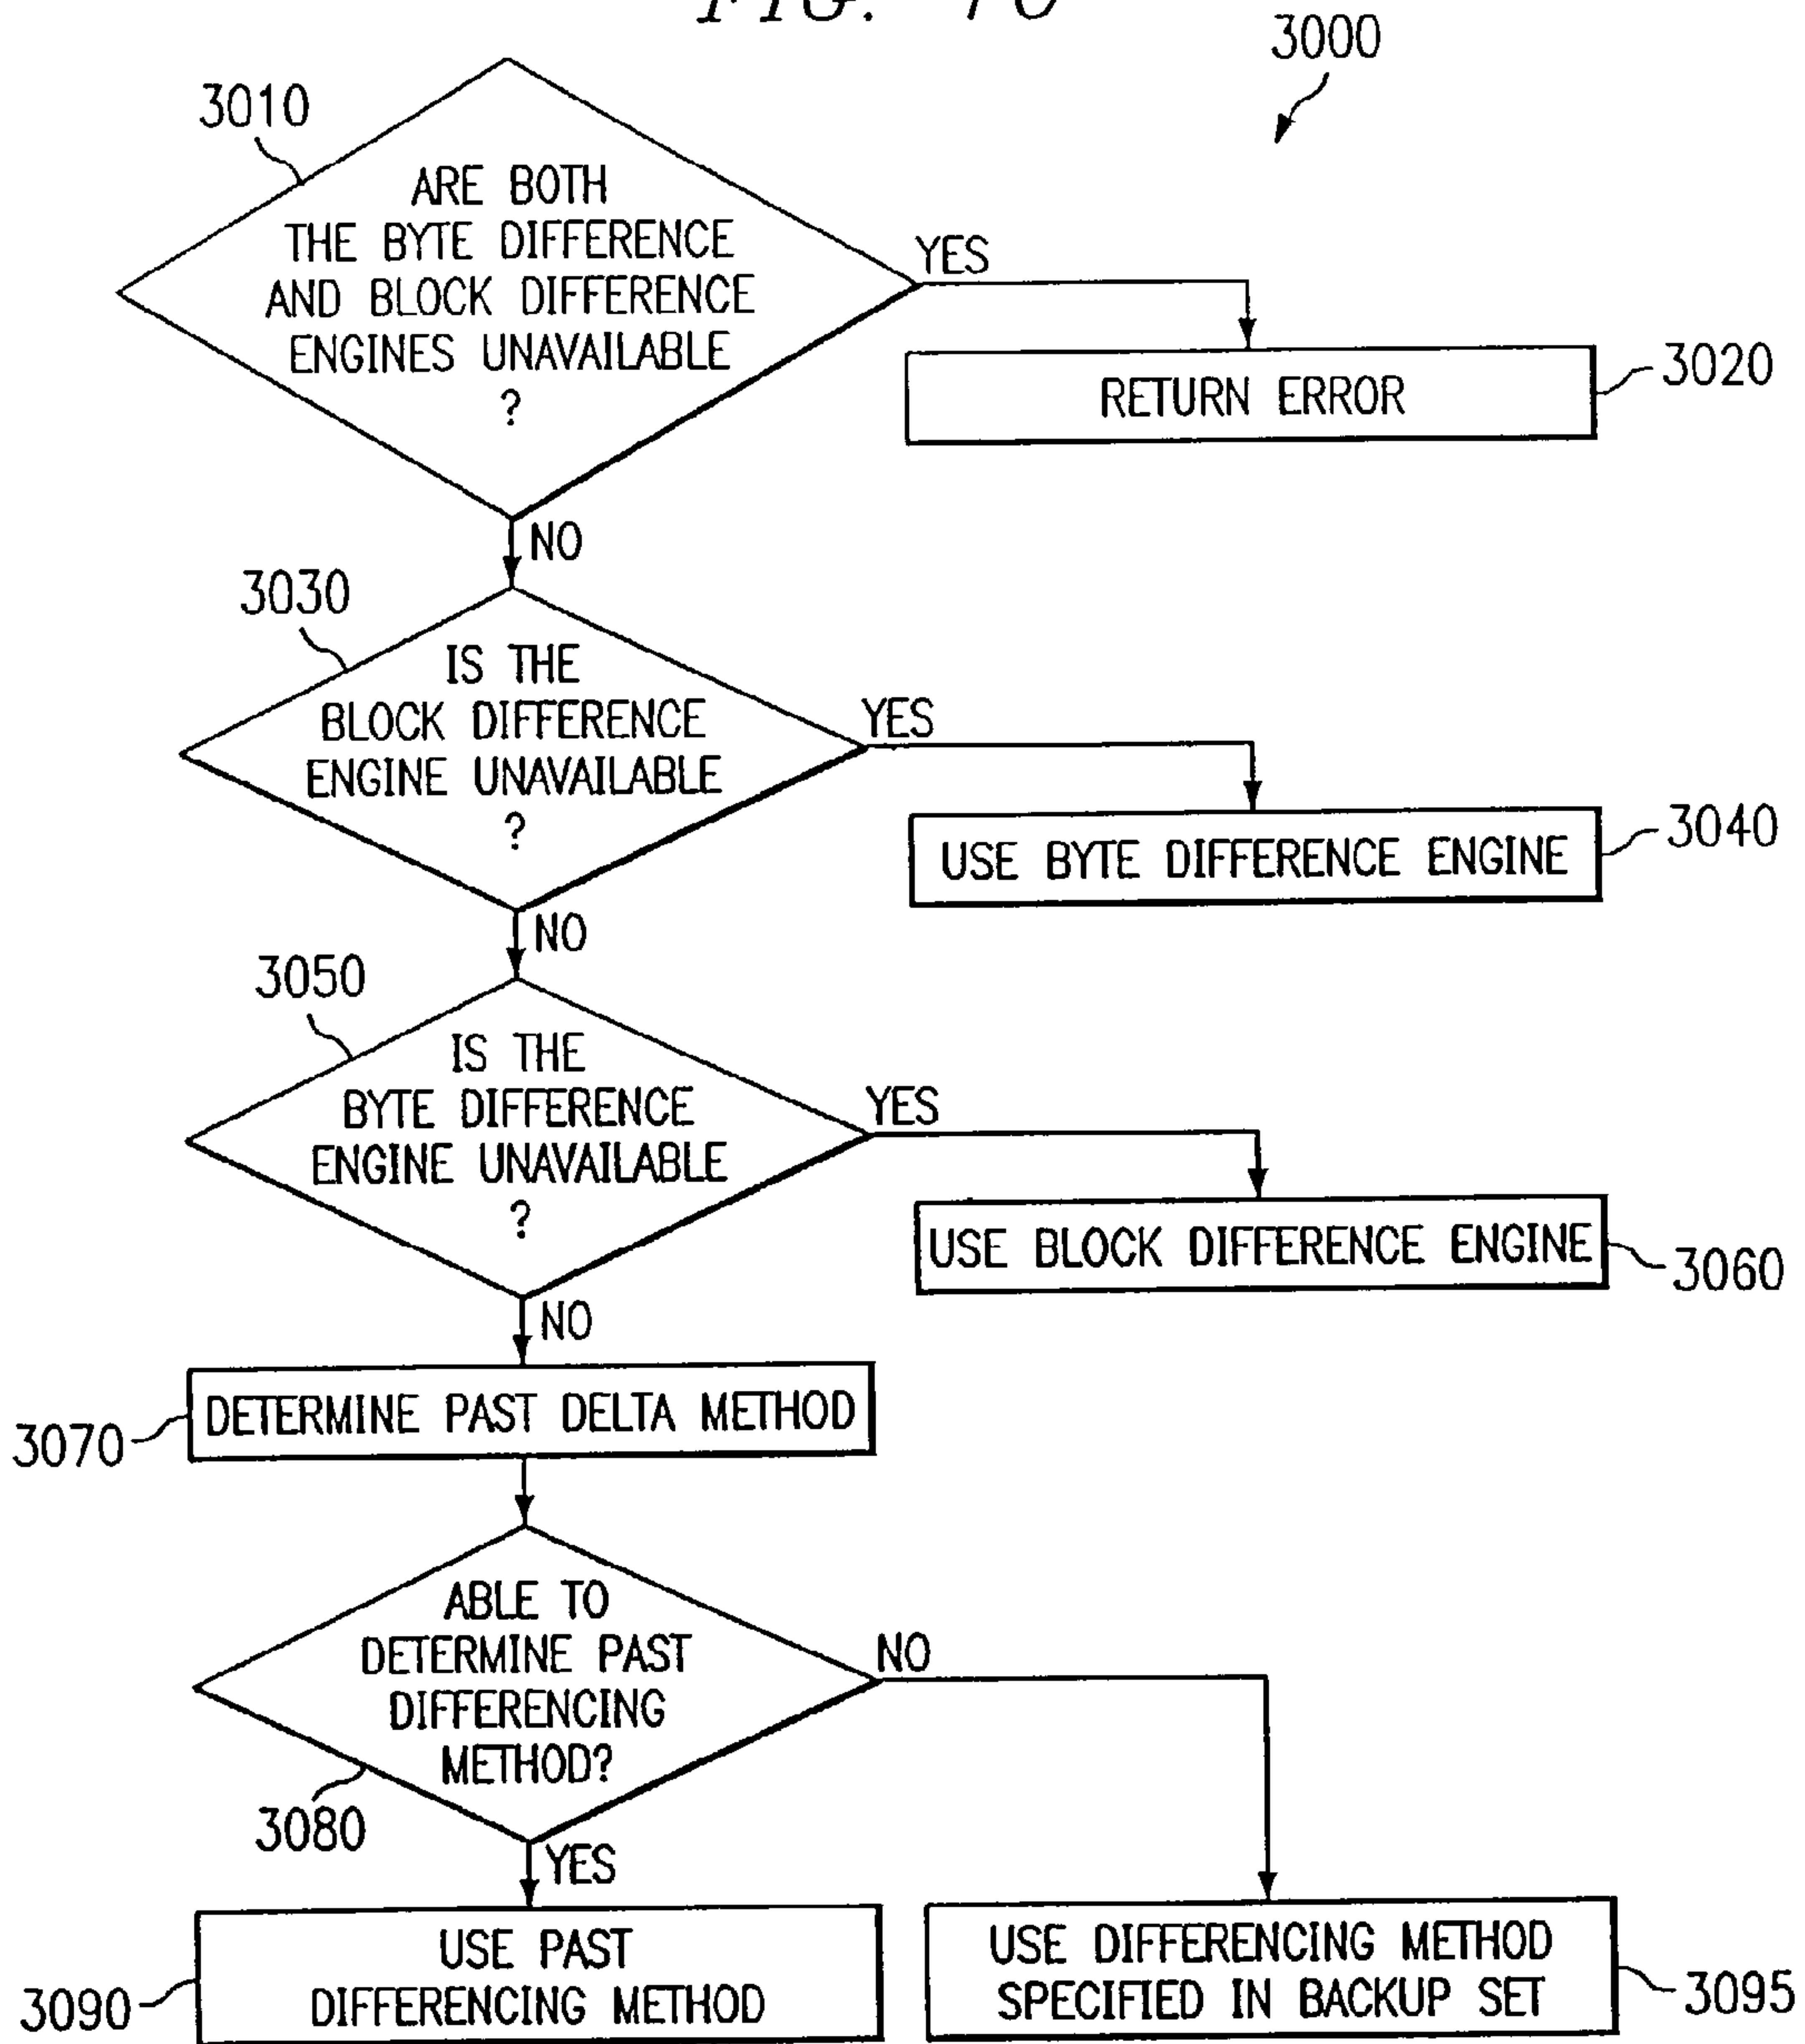 3000
3010
ARE BOTH
THE BYTE DIFFERENCE
AND BLOCK DIFFERENCE
ENGINES UNAVAILABLE
?
YES
RETURN ERROR
3020
NO
3030
IS THE
BLOCK DIFFERENCE
ENGINE UNAVAILABLE
?
YES
USE BYTE DIFFERENCE ENGINE
3040
NO
3050
IS THE
BYTE DIFFERENCE
ENGINE UNAVAILABLE
?
YES
USE BLOCK DIFFERENCE ENGINE
3060
NO
DETERMINE PAST DELTA METHOD
3070
ABLE TO
DETERMINE PAST
DIFFERENCING
METHOD?
NO
3080
YES
USE PAST
DIFFERENCING METHOD
3090
USE DIFFERENCING METHOD
SPECIFIED IN BACKUP SET
3095